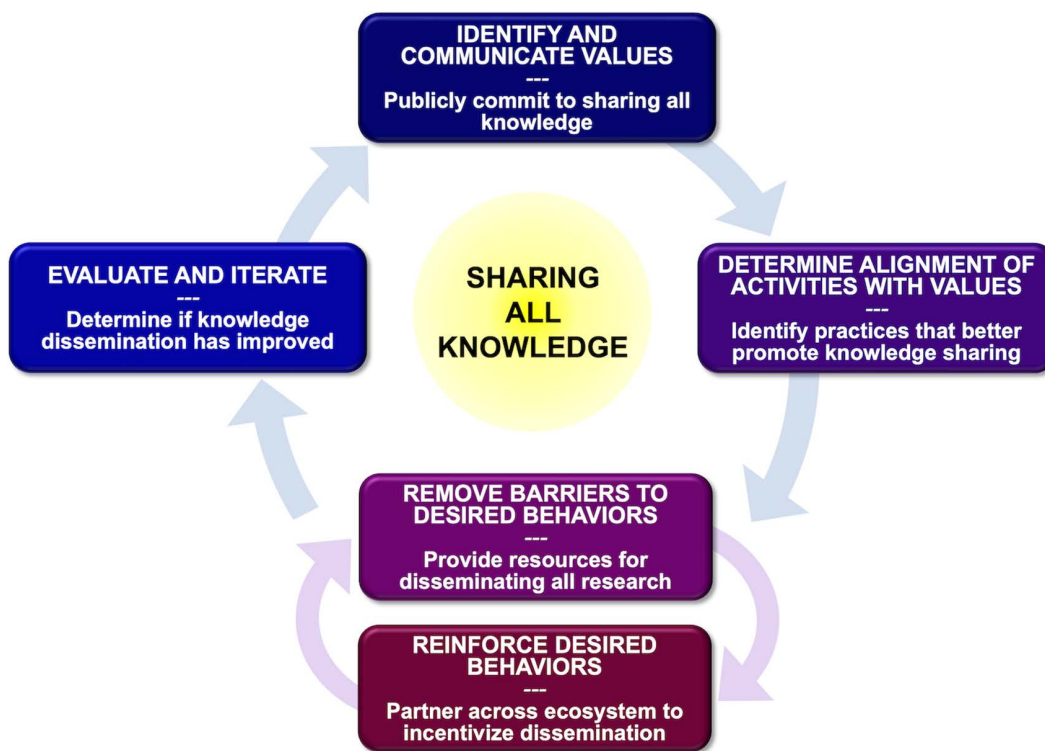 IDENTIFY AND
COMMUNICATE VALUES
---
Publicly commit to sharing all
knowledge
DETERMINE ALIGNMENT OF
ACTIVITIES WITH VALUES
---
Identify practices that better
promote knowledge sharing
REMOVE BARRIERS TO
DESIRED BEHAVIORS
---
Provide resources for
disseminating all research
REINFORCE DESIRED
BEHAVIORS
---
Partner across ecosystem to
incentivize dissemination
EVALUATE AND ITERATE
---
Determine if knowledge
dissemination has improved
SHARING
ALL
KNOWLEDGE